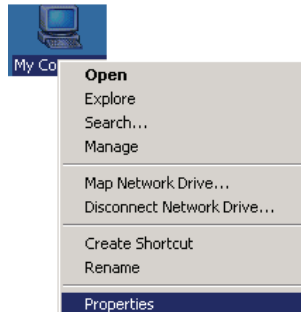 My Co
Open
Explore
Search...
Manage
Map Network Drive...
Disconnect Network Drive...
Create Shortcut
Rename
Properties